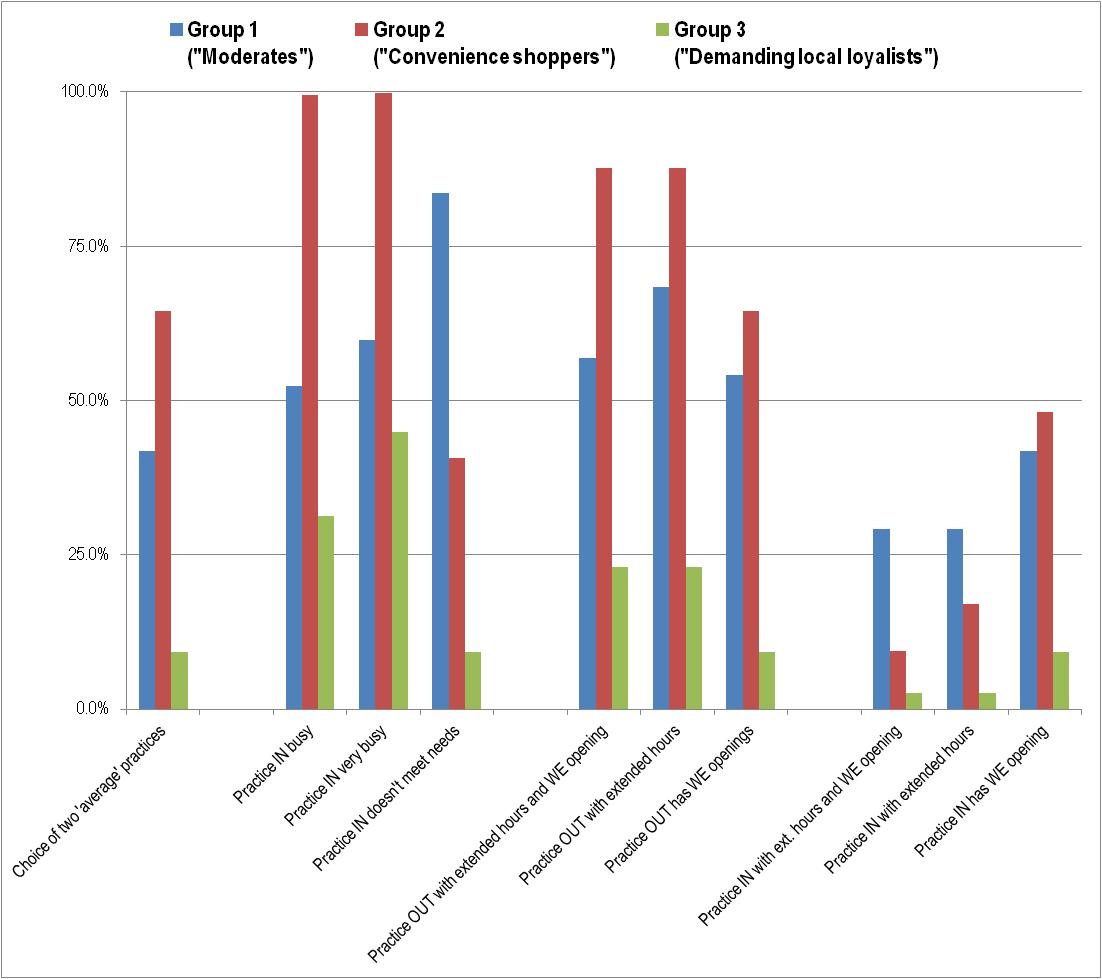 Group 1
("Moderates")
Group 2
("Convenience shoppers")
Group 3
("Demanding local loyalists")
100.0%
75.0%
50.0%
25.0%
0.0%
Choice of two 'average' practices
Practice IN busy
Practice IN very busy
Practice IN doesn't meet needs
Practice OUT with extended hours and WE opening
Practice OUT with extended hours
Practice OUT has WE openings
Practice IN with ext. hours and WE opening
Practice IN with extended hours
Practice IN has WE opening